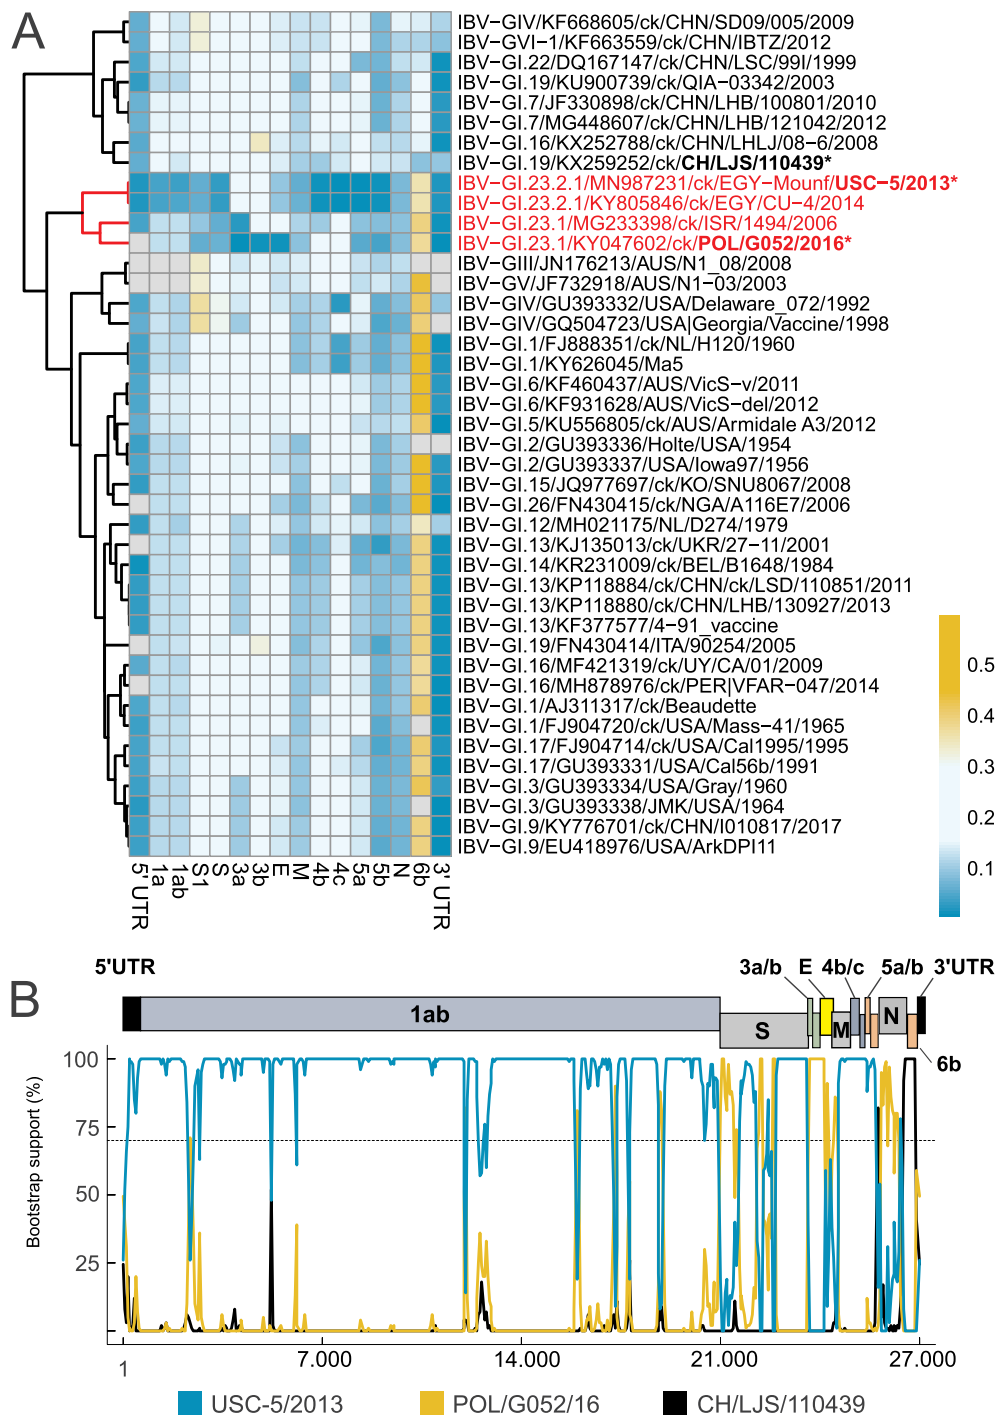 A
IBV-GIV/KF668605/ck/CHN/SD09/005/2009
IBV-GVI-1/KF663559/ck/CHN/IBTZ/2012
IBV-GI.22/DQ167147/ck/CHN/LSC/99I/1999
IBV-GI.19/KU900739/ck/QIA-03342/2003
IBV-GI.7/JF330898/ck/CHN/LHB/100801/2010
IBV-GI.7/MG448607/ck/CHN/LHB/121042/2012
IBV-GI.16/KX252788/ck/CHN/LHLJ/08-6/2008
IBV-GI.19/KX259252/ck/CH/LJS/110439*
IBV-GI.23.2.1/MN987231/ck/EGY-Mounf/USC-5/2013*
IBV-GI.23.2.1/KY805846/ck/EGY/CU-4/2014
IBV-GI.23.1/MG233398/ck/ISR/1494/2006
IBV-GI.23.1/KY047602/ck/POL/G052/2016*
IBV-GIII/JN176213/AUS/N1_08/2008
IBV-GV/JF732918/AUS/N1-03/2003
IBV-GIV/GU393332/USA/Delaware_072/1992
IBV-GIV/GQ504723/USA|Georgia/Vaccine/1998
IBV-GI.1/FJ888351/ck/NL/H120/1960
IBV-GI.1/KY626045/Ma5
IBV-GI.6/KF460437/AUS/VicS-v/2011
IBV-GI.6/KF931628/AUS/VicS-del/2012
IBV-GI.5/KU556805/ck/AUS/Armidale A3/2012
IBV-GI.2/GU393336/Holte/USA/1954
IBV-GI.2/GU393337/USA/Iowa97/1956
IBV-GI.15/JQ977697/ck/KO/SNU8067/2008
IBV-GI.26/FN430415/ck/NGA/A116E7/2006
IBV-GI.12/MH021175/NL/D274/1979
IBV-GI.13/KJ135013/ck/UKR/27-11/2001
IBV-GI.14/KR231009/ck/BEL/B1648/1984
IBV-GI.13/KP118884/ck/CHN/ck/LSD/110851/2011
IBV-GI.13/KP118880/ck/CHN/LHB/130927/2013
IBV-GI.13/KF377577/4-91_vaccine
IBV-GI.19/FN430414/ITA/90254/2005
IBV-GI.16/MF421319/ck/UY/CA/01/2009
IBV-GI.16/MH878976/ck/PER|VFAR-047/2014
IBV-GI.1/AJ311317/ck/Beaudette
IBV-GI.1/FJ904720/ck/USA/Mass-41/1965
IBV-GI.17/FJ904714/ck/USA/Cal1995/1995
IBV-GI.17/GU393331/USA/Cal56b/1991
IBV-GI.3/GU393334/USA/Gray/1960
IBV-GI.3/GU393338/JMK/USA/1964
IBV-GI.9/KY776701/ck/CHN/I010817/2017
IBV-GI.9/EU418976/USA/ArkDPI11
5' UTR
1a
1ab
S1
S
3a
3b
E
M
4b
4c
5a
5b
N
6b
3' UTR
0.5
0.4
0.3
0.2
0.1
B
5'UTR
3a/b
E
4b/c
5a/b
3'UTR
1ab
S
M
N
6b
Bootstrap support (%)
100
75
50
25
1
7.000
14.000
21.000
27.000
USC-5/2013
POL/G052/16
CH/LJS/110439